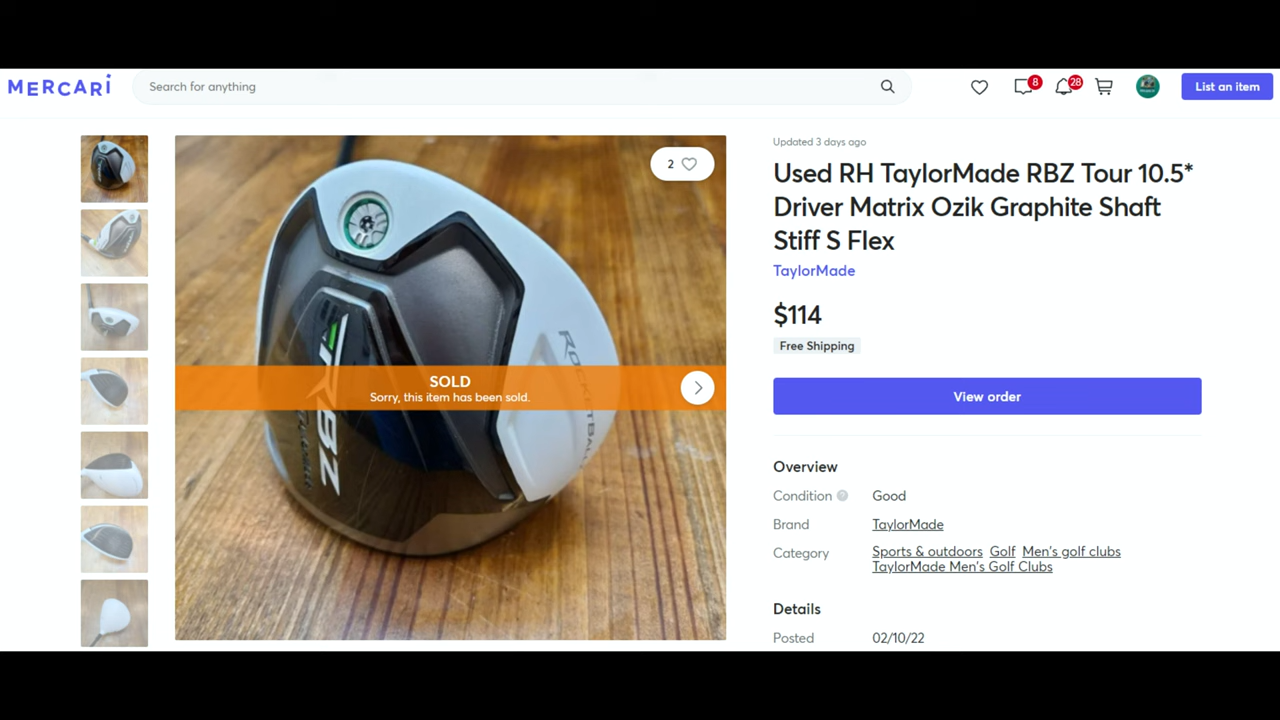 MERCARI
Search for anything
8
28
List an item
2
SOLD
Sorry, this item has been sold.
RBZ
ROCKETBALLZ
Updated 3 days ago
Used RH TaylorMade RBZ Tour 10.5*
Driver Matrix Ozik Graphite Shaft
Stiff S Flex
TaylorMade
$114
Free Shipping
View order
Overview
Condition ? Good
Brand TaylorMade
Category Sports & outdoors Golf Men's golf clubs
TaylorMade Men's Golf Clubs
Details
Posted 02/10/22